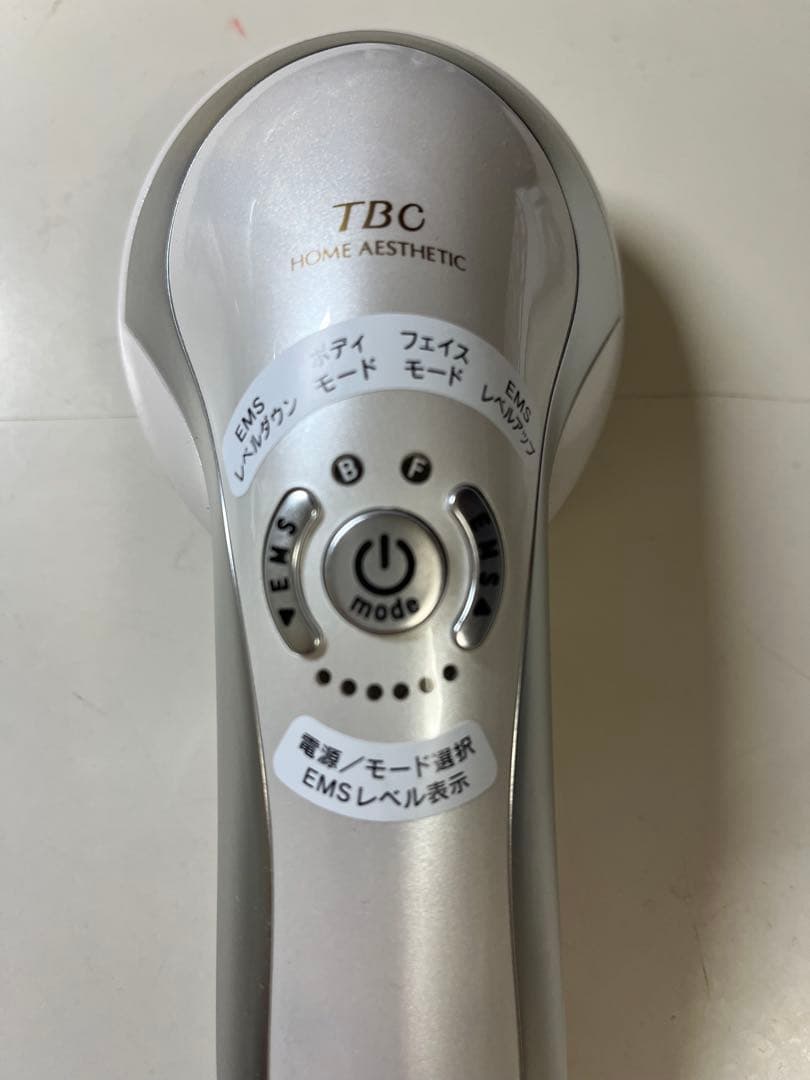 TBC
HOME AESTHETIC
EMS
レベルダウン
ボディ
モード
フェイス
モード
EMS
レベルアップ
B
F
◀EMS
EMS▶
mode
電源／モード選択
EMSレベル表示